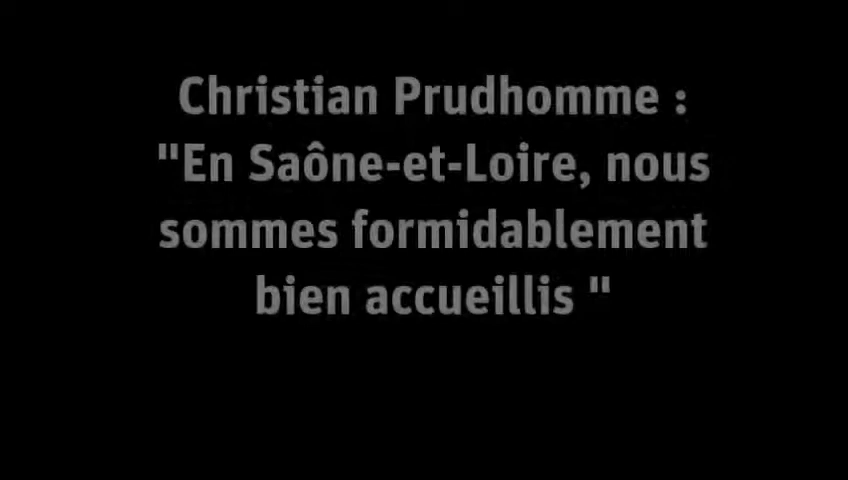 Christian Prudhomme :
"En Saône-et-Loire, nous
sommes formidablement
bien accueillis "